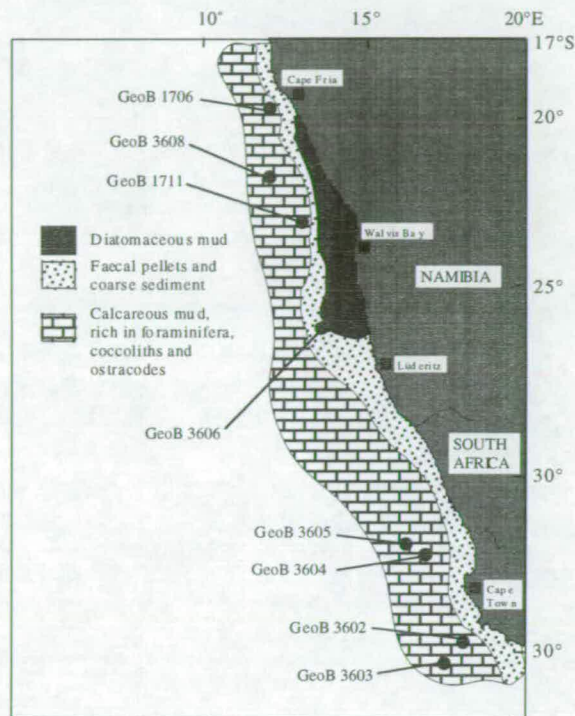 10°
15°
20°E
17°S
Cape Fria
GeoB 1706
20°
GeoB 3608
GeoB 1711
Diatomaceous mud
Walvis Bay
Faecal pellets and
coarse sediment
NAMIBIA
25°
Calcareous mud,
rich in foraminifera,
coccoliths and
ostracodes
Luderitz
GeoB 3606
SOUTH
AFRICA
30°
GeoB 3605
GeoB 3604
Cape
Town
GeoB 3602
GeoB 3603
30°